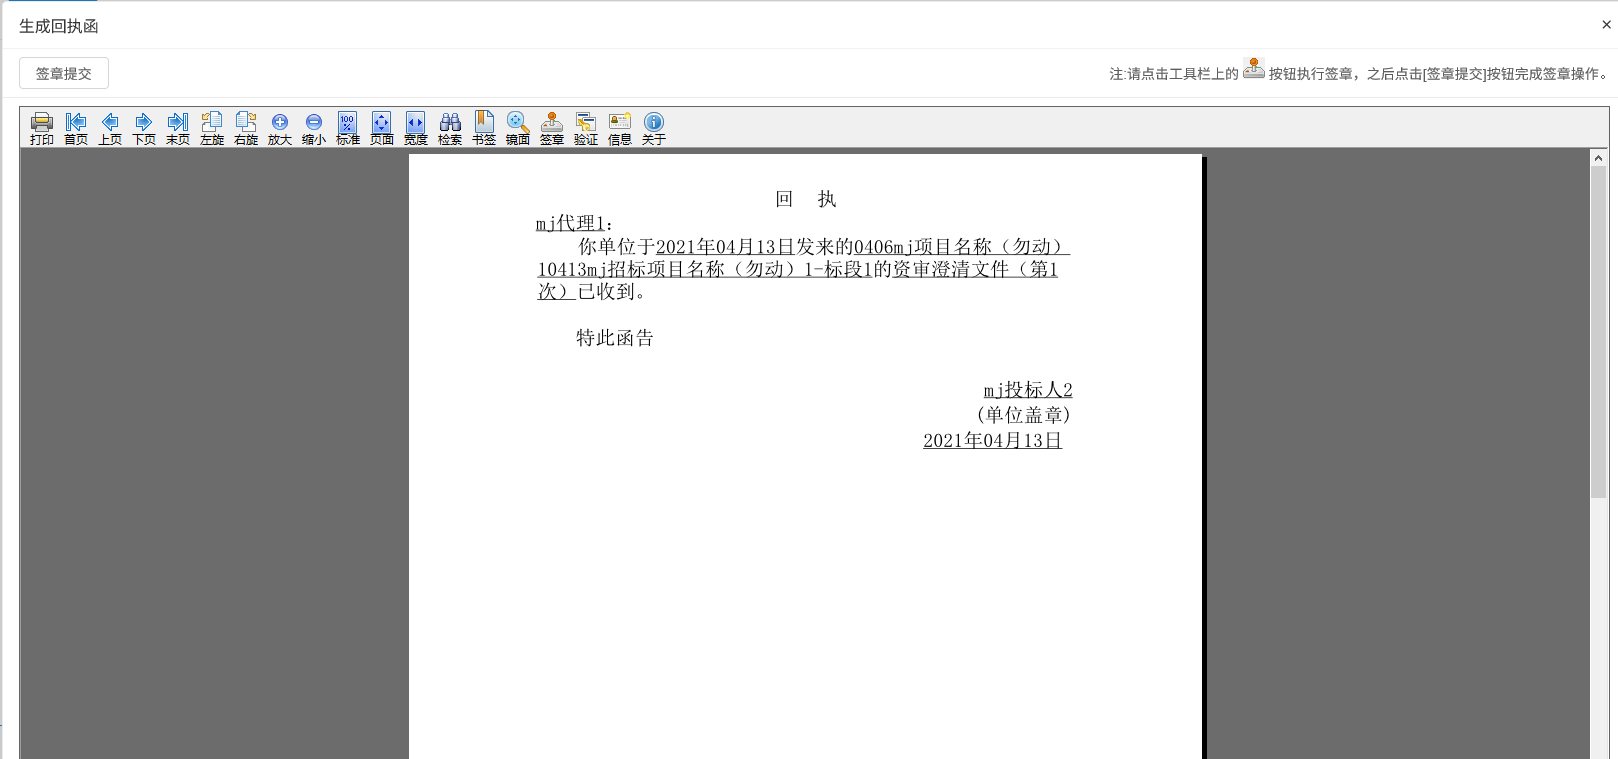 生成回执函
×
签章提交
注:请点击工具栏上的 按钮执行签章，之后点击[签章提交]按钮完成签章操作。
打印 首页 上页 下页 末页 左旋 右旋 放大 缩小 标准 页面 宽度 检索 书签 镜面 签章 验证 信息 关于
回 执
mj代理1：
你单位于2021年04月13日发来的0406mj项目名称（勿动）
10413mj招标项目名称（勿动）1-标段1的资审澄清文件（第1
次）已收到。
特此函告
mj投标人2
(单位盖章)
2021年04月13日